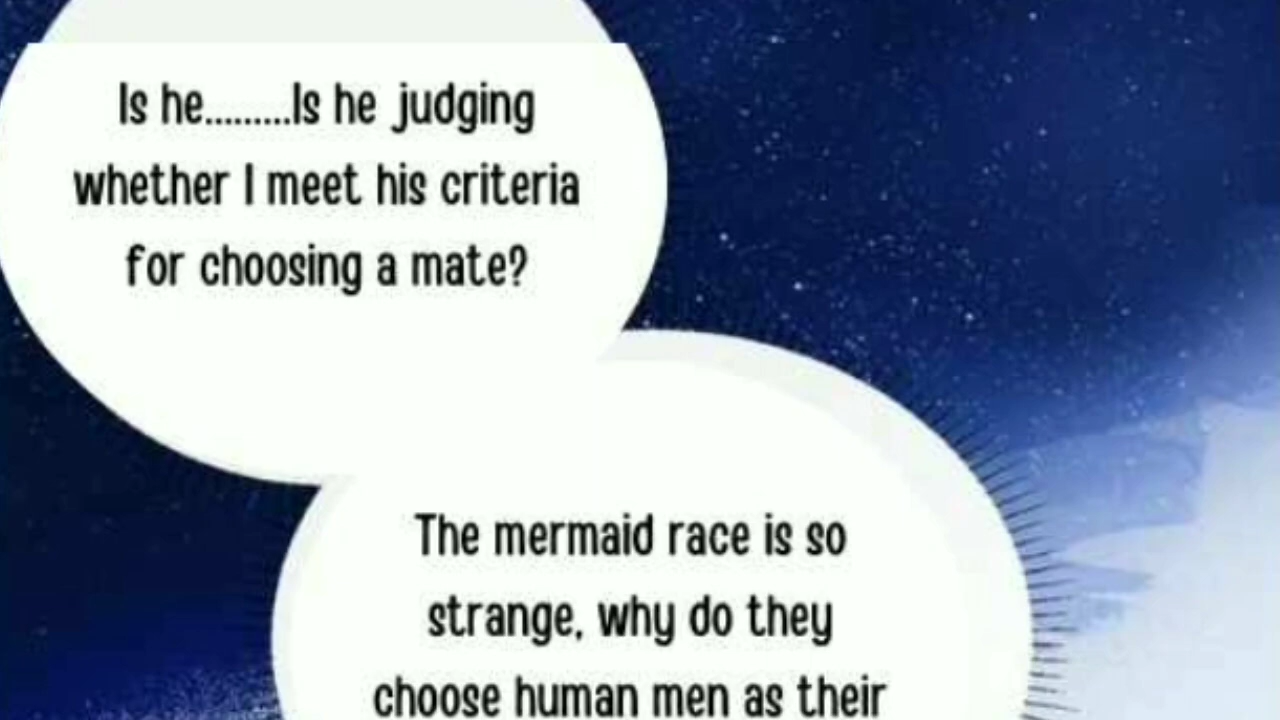 Is he.........Is he judging
whether I meet his criteria
for choosing a mate?
The mermaid race is so
strange, why do they
choose human men as their